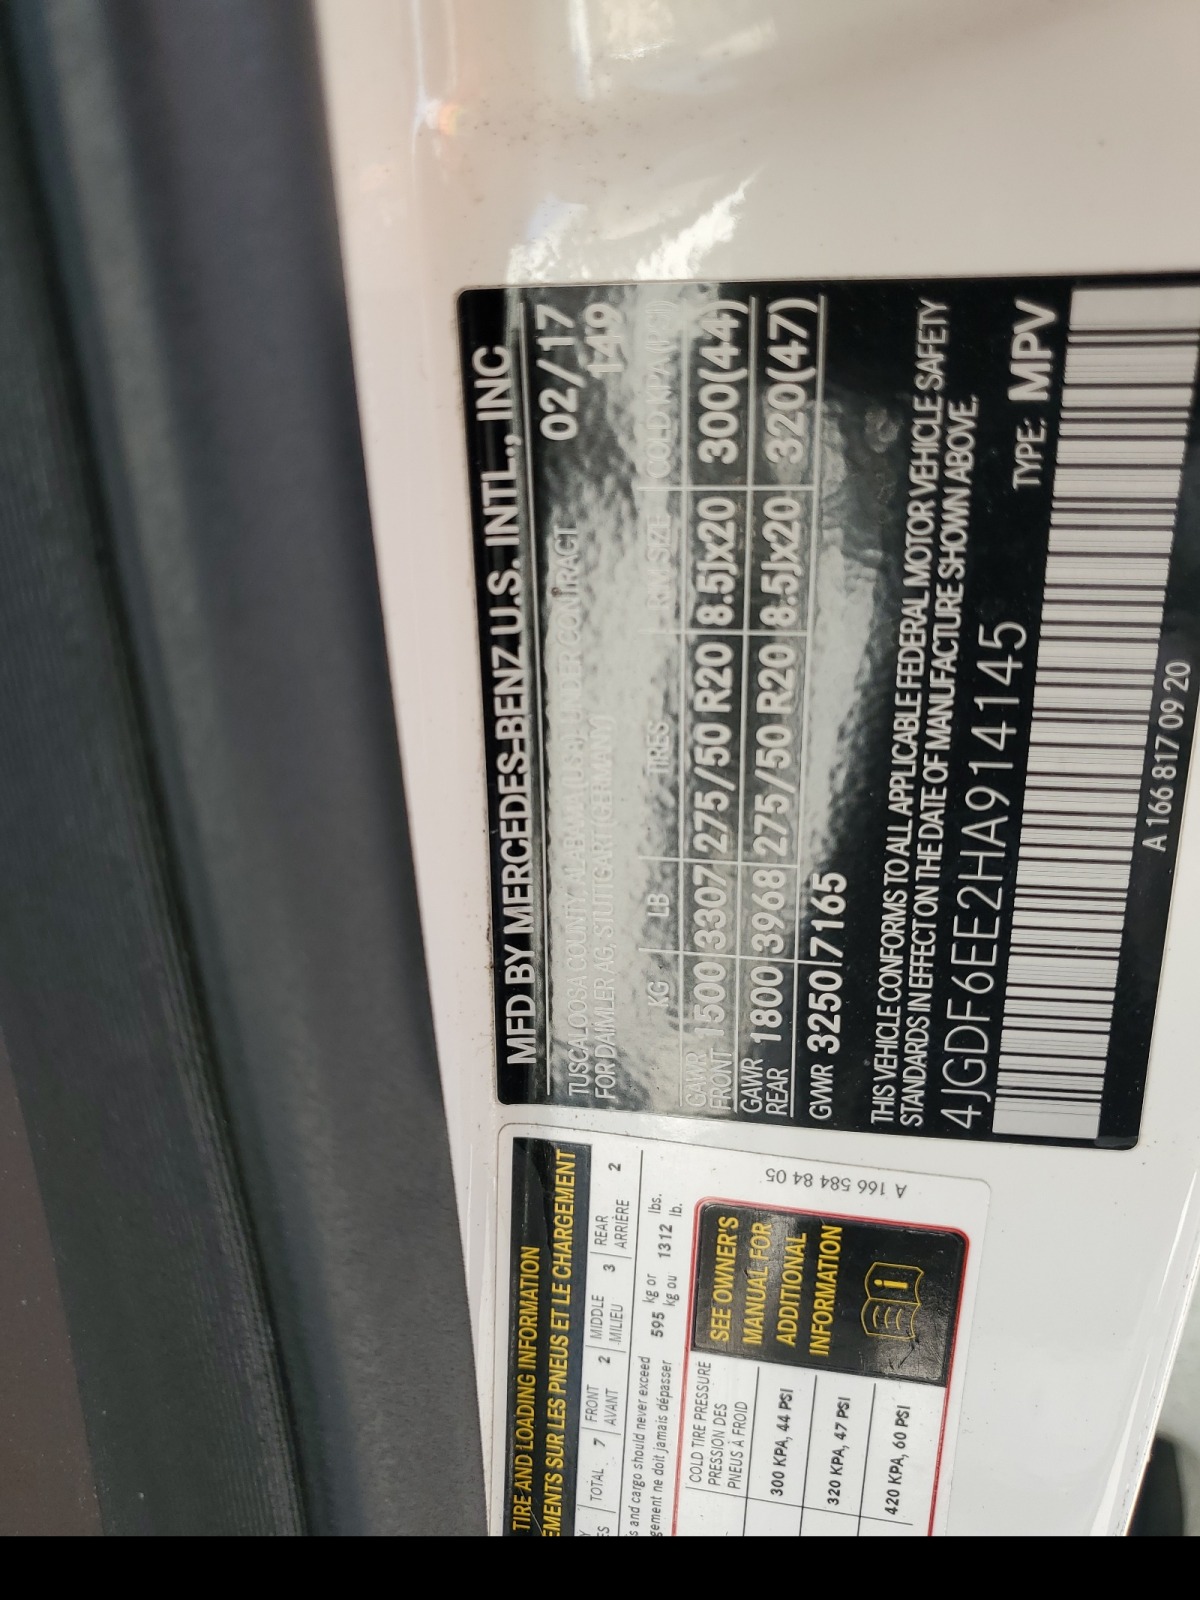 MFD BY MERCEDES-BENZ U.S. INTL., INC
TUSCALOOSA COUNTY, ALABAMA (USA), UNDER CONTRACT 02/17
FOR DAIMLER AG, STUTTGART (GERMANY) 149
KG LB TIRES RIM SIZE COLD KPA(PSI)
GAWR FRONT 1500 3307 275/50 R20 8.5Jx20 300(44)
GAWR REAR 1800 3968 275/50 R20 8.5Jx20 320(47)
GVWR 3250 7165
THIS VEHICLE CONFORMS TO ALL APPLICABLE FEDERAL MOTOR VEHICLE SAFETY
STANDARDS IN EFFECT ON THE DATE OF MANUFACTURE SHOWN ABOVE.
4JGDF6EE2HA914145 TYPE: MPV
A 166 817 09 20
TIRE AND LOADING INFORMATION
EMENTS SUR LES PNEUS ET LE CHARGEMENT
TOTAL 7 FRONT AVANT 2 MIDDLE MILIEU 3 REAR ARRIÈRE 2
s and cargo should never exceed 595 kg or 1312 lbs.
gement ne doit jamais dépasser kg ou lb.
COLD TIRE PRESSURE
PRESSION DES
PNEUS À FROID
300 KPA, 44 PSI
320 KPA, 47 PSI
420 KPA, 60 PSI
SEE OWNER'S
MANUAL FOR
ADDITIONAL
INFORMATION
i
A 166 584 84 05